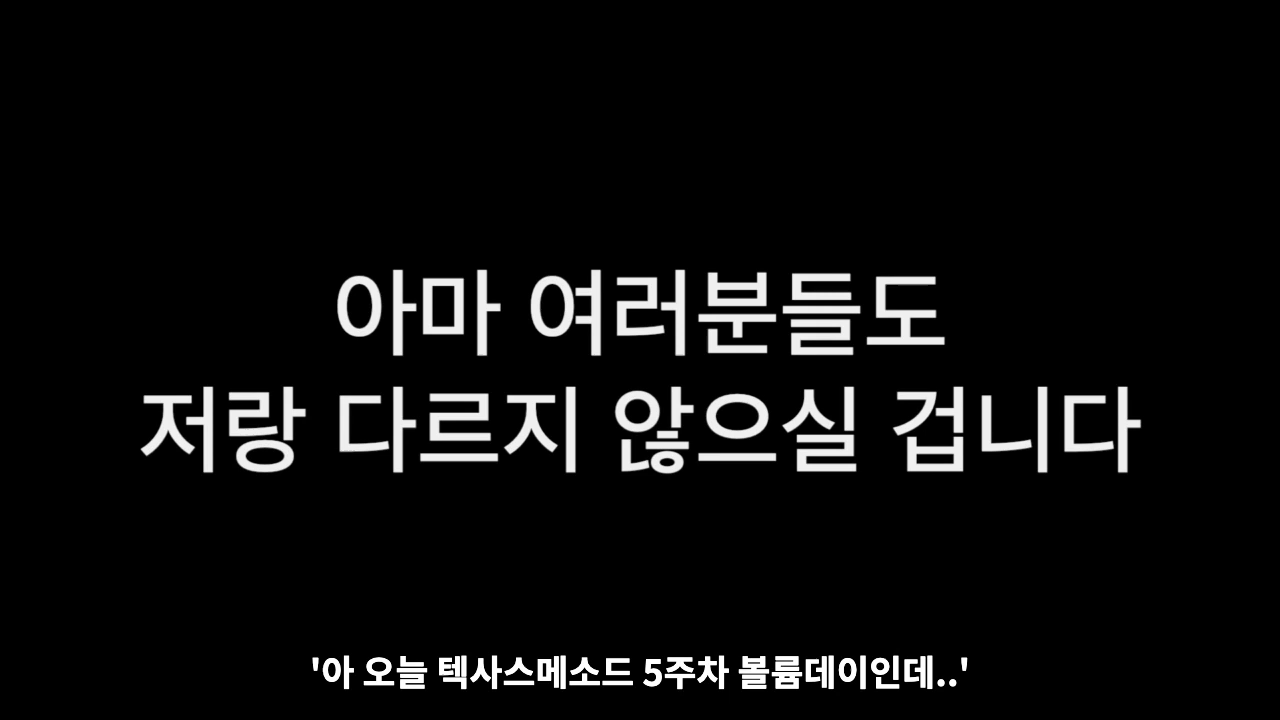 아마 여러분들도
저랑 다르지 않으실 겁니다
'아 오늘 텍사스메소드 5주차 볼륨데이인데..'